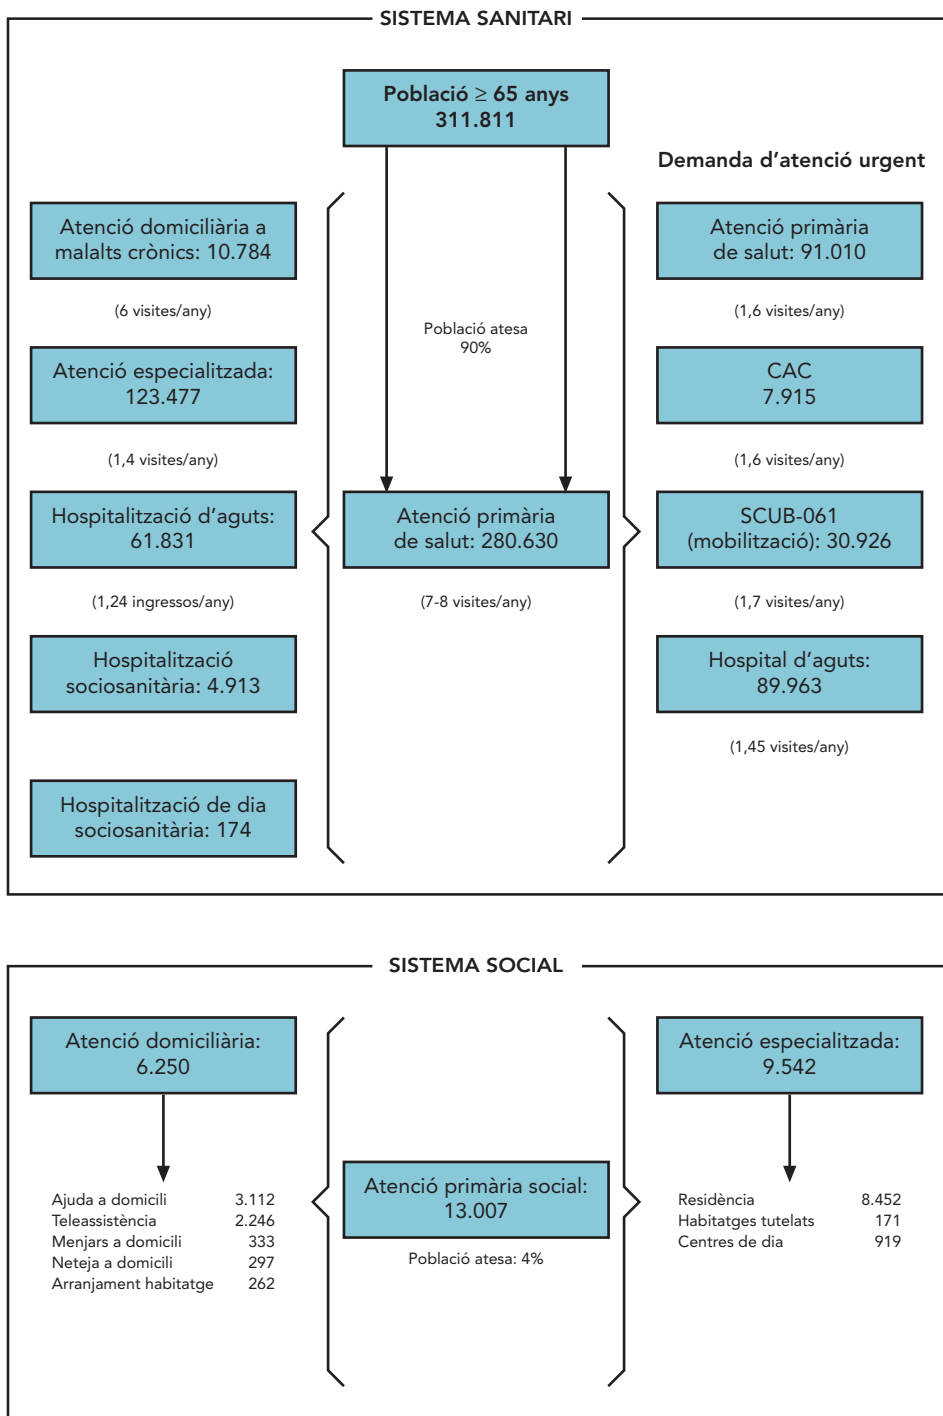 SISTEMA SANITARI
Població ≥ 65 anys
311.811
Demanda d’atenció urgent
Atenció domiciliària a
malalts crònics: 10.784
(6 visites/any)
Atenció especialitzada:
123.477
(1,4 visites/any)
Hospitalització d’aguts:
61.831
(1,24 ingressos/any)
Hospitalització
sociosanitària: 4.913
Hospitalització de dia
sociosanitària: 174
Població atesa
90%
Atenció primària
de salut: 280.630
(7-8 visites/any)
Atenció primària
de salut: 91.010
(1,6 visites/any)
CAC
7.915
(1,6 visites/any)
SCUB-061
(mobilització): 30.926
(1,7 visites/any)
Hospital d’aguts:
89.963
(1,45 visites/any)
SISTEMA SOCIAL
Atenció domiciliària:
6.250
Ajuda a domicili 3.112
Teleassistència 2.246
Menjars a domicili 333
Neteja a domicili 297
Arranjament habitatge 262
Atenció primària social:
13.007
Població atesa: 4%
Atenció especialitzada:
9.542
Residència 8.452
Habitatges tutelats 171
Centres de dia 919